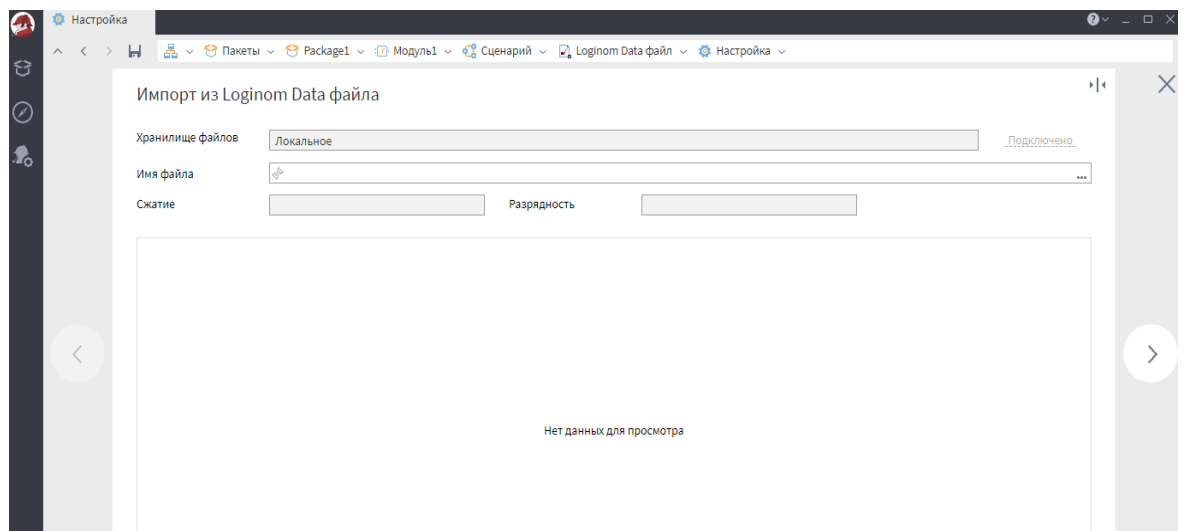 Настройка
Пакеты Package1 Модуль1 Сценарий Loginom Data файл Настройка
Импорт из Loginom Data файла
Хранилище файлов Локальное Подключено
Имя файла ...
Сжатие Разрядность
Нет данных для просмотра